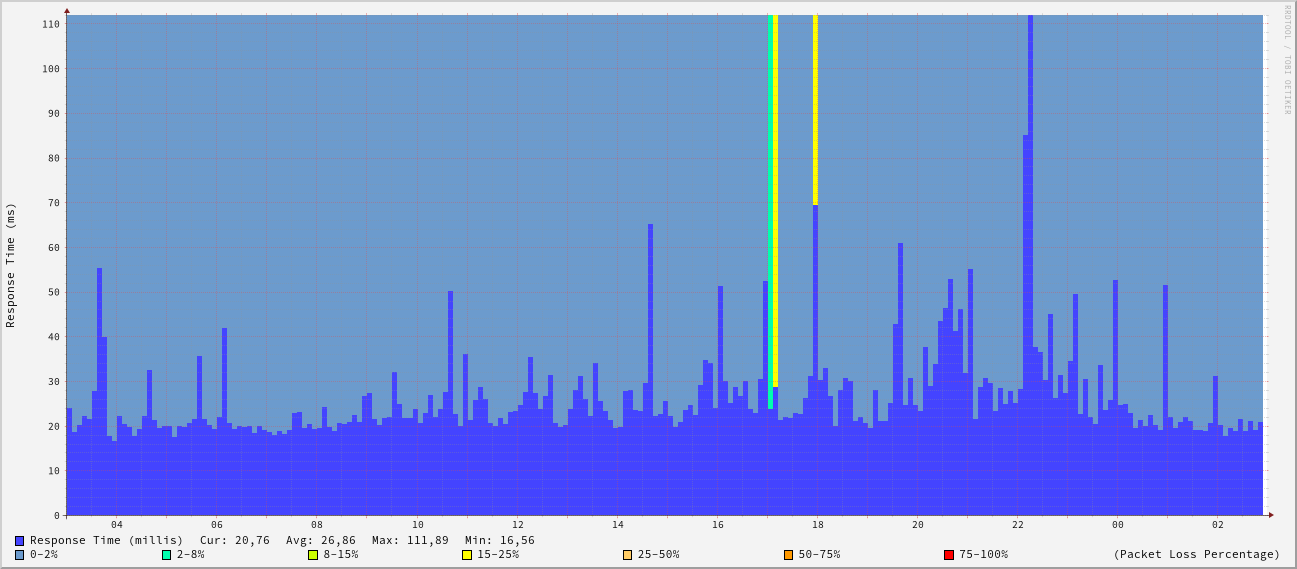 RRDTOOL / TOBI OETIKER
Response Time (ms)
110
100
90
80
70
60
50
40
30
20
10
0
04 06 08 10 12 14 16 18 20 22 00 02
Response Time (millis) Cur: 20,76 Avg: 26,86 Max: 111,89 Min: 16,56
0-2% 2-8% 8-15% 15-25% 25-50% 50-75% 75-100% (Packet Loss Percentage)